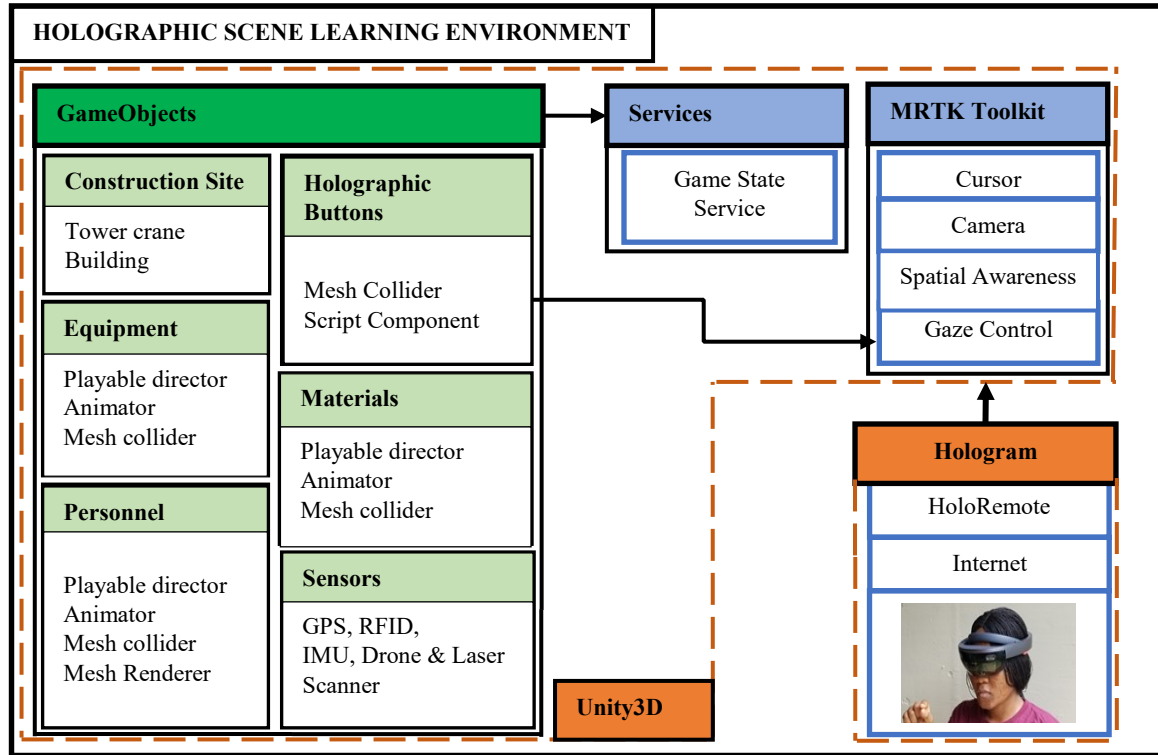 HOLOGRAPHIC SCENE LEARNING ENVIRONMENT
GameObjects
Construction Site
Tower crane
Building
Equipment
Playable director
Animator
Mesh collider
Personnel
Playable director
Animator
Mesh collider
Mesh Renderer
Holographic
Buttons
Mesh Collider
Script Component
Materials
Playable director
Animator
Mesh collider
Sensors
GPS, RFID,
IMU, Drone & Laser
Scanner
Services
Game State
Service
MRTK Toolkit
Cursor
Camera
Spatial Awareness
Gaze Control
Hologram
HoloRemote
Internet
Unity3D